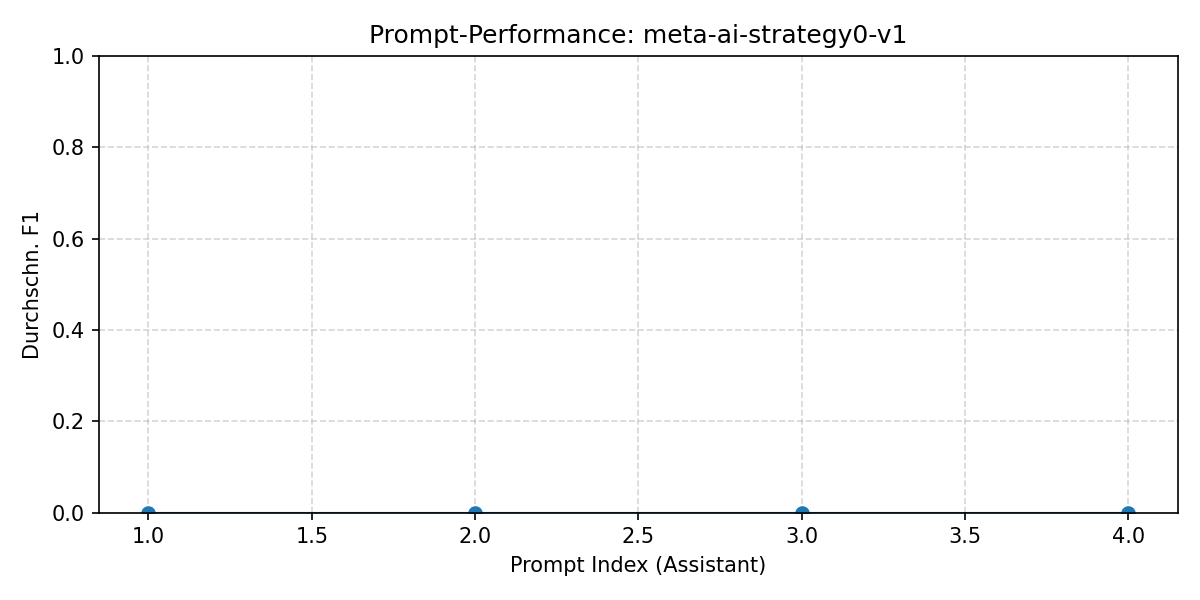 Prompt-Performance: meta-ai-strategy0-v1
1.0
0.8
0.6
0.4
0.2
0.0
Durchschn. F1
1.0 1.5 2.0 2.5 3.0 3.5 4.0
Prompt Index (Assistant)